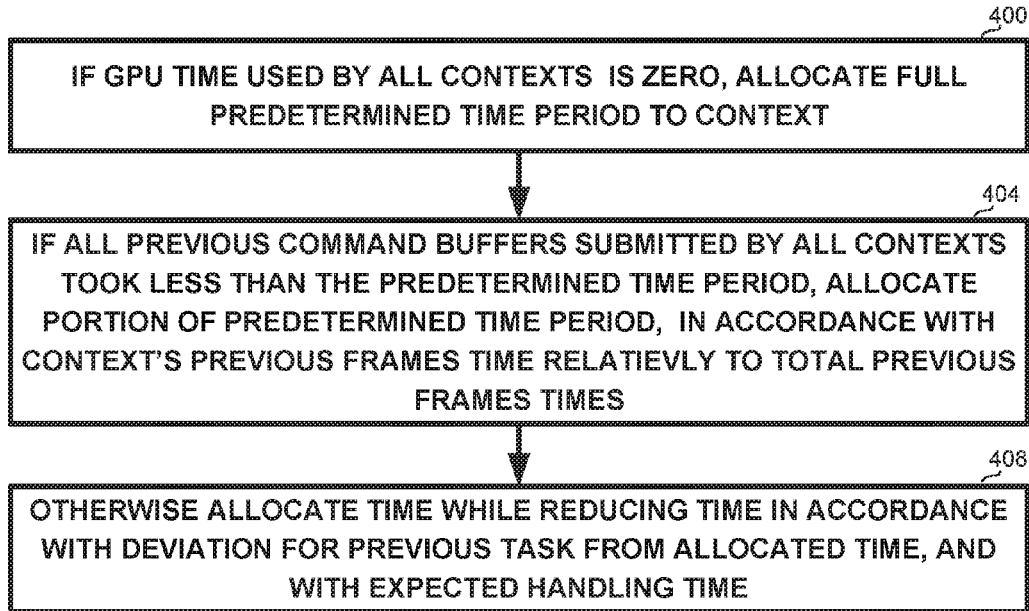 400
IF GPU TIME USED BY ALL CONTEXTS IS ZERO, ALLOCATE FULL
PREDETERMINED TIME PERIOD TO CONTEXT
404
IF ALL PREVIOUS COMMAND BUFFERS SUBMITTED BY ALL CONTEXTS
TOOK LESS THAN THE PREDETERMINED TIME PERIOD, ALLOCATE
PORTION OF PREDETERMINED TIME PERIOD, IN ACCORDANCE WITH
CONTEXT'S PREVIOUS FRAMES TIME RELATIEVLY TO TOTAL PREVIOUS
FRAMES TIMES
408
OTHERWISE ALLOCATE TIME WHILE REDUCING TIME IN ACCORDANCE
WITH DEVIATION FOR PREVIOUS TASK FROM ALLOCATED TIME, AND
WITH EXPECTED HANDLING TIME